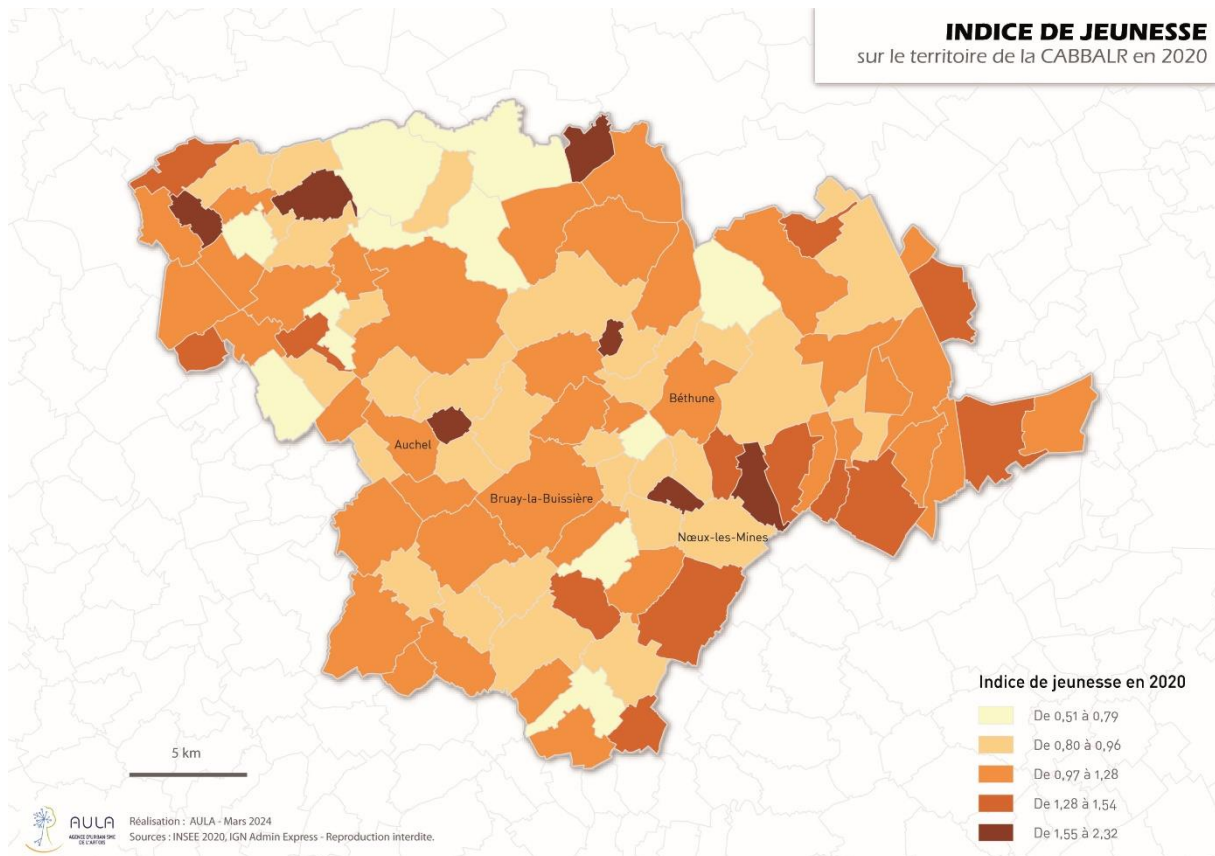 INDICE DE JEUNESSE
sur le territoire de la CABBALR en 2020
Béthune
Auchel
Bruay-la-Buissière
Nœux-les-Mines
Indice de jeunesse en 2020
De 0,51 à 0,79
De 0,80 à 0,96
De 0,97 à 1,28
De 1,28 à 1,54
De 1,55 à 2,32
5 km
AULA
DE L'ARTOIS
Réalisation : AULA - Mars 2024
Sources : INSEE 2020, IGN Admin Express - Reproduction interdite.